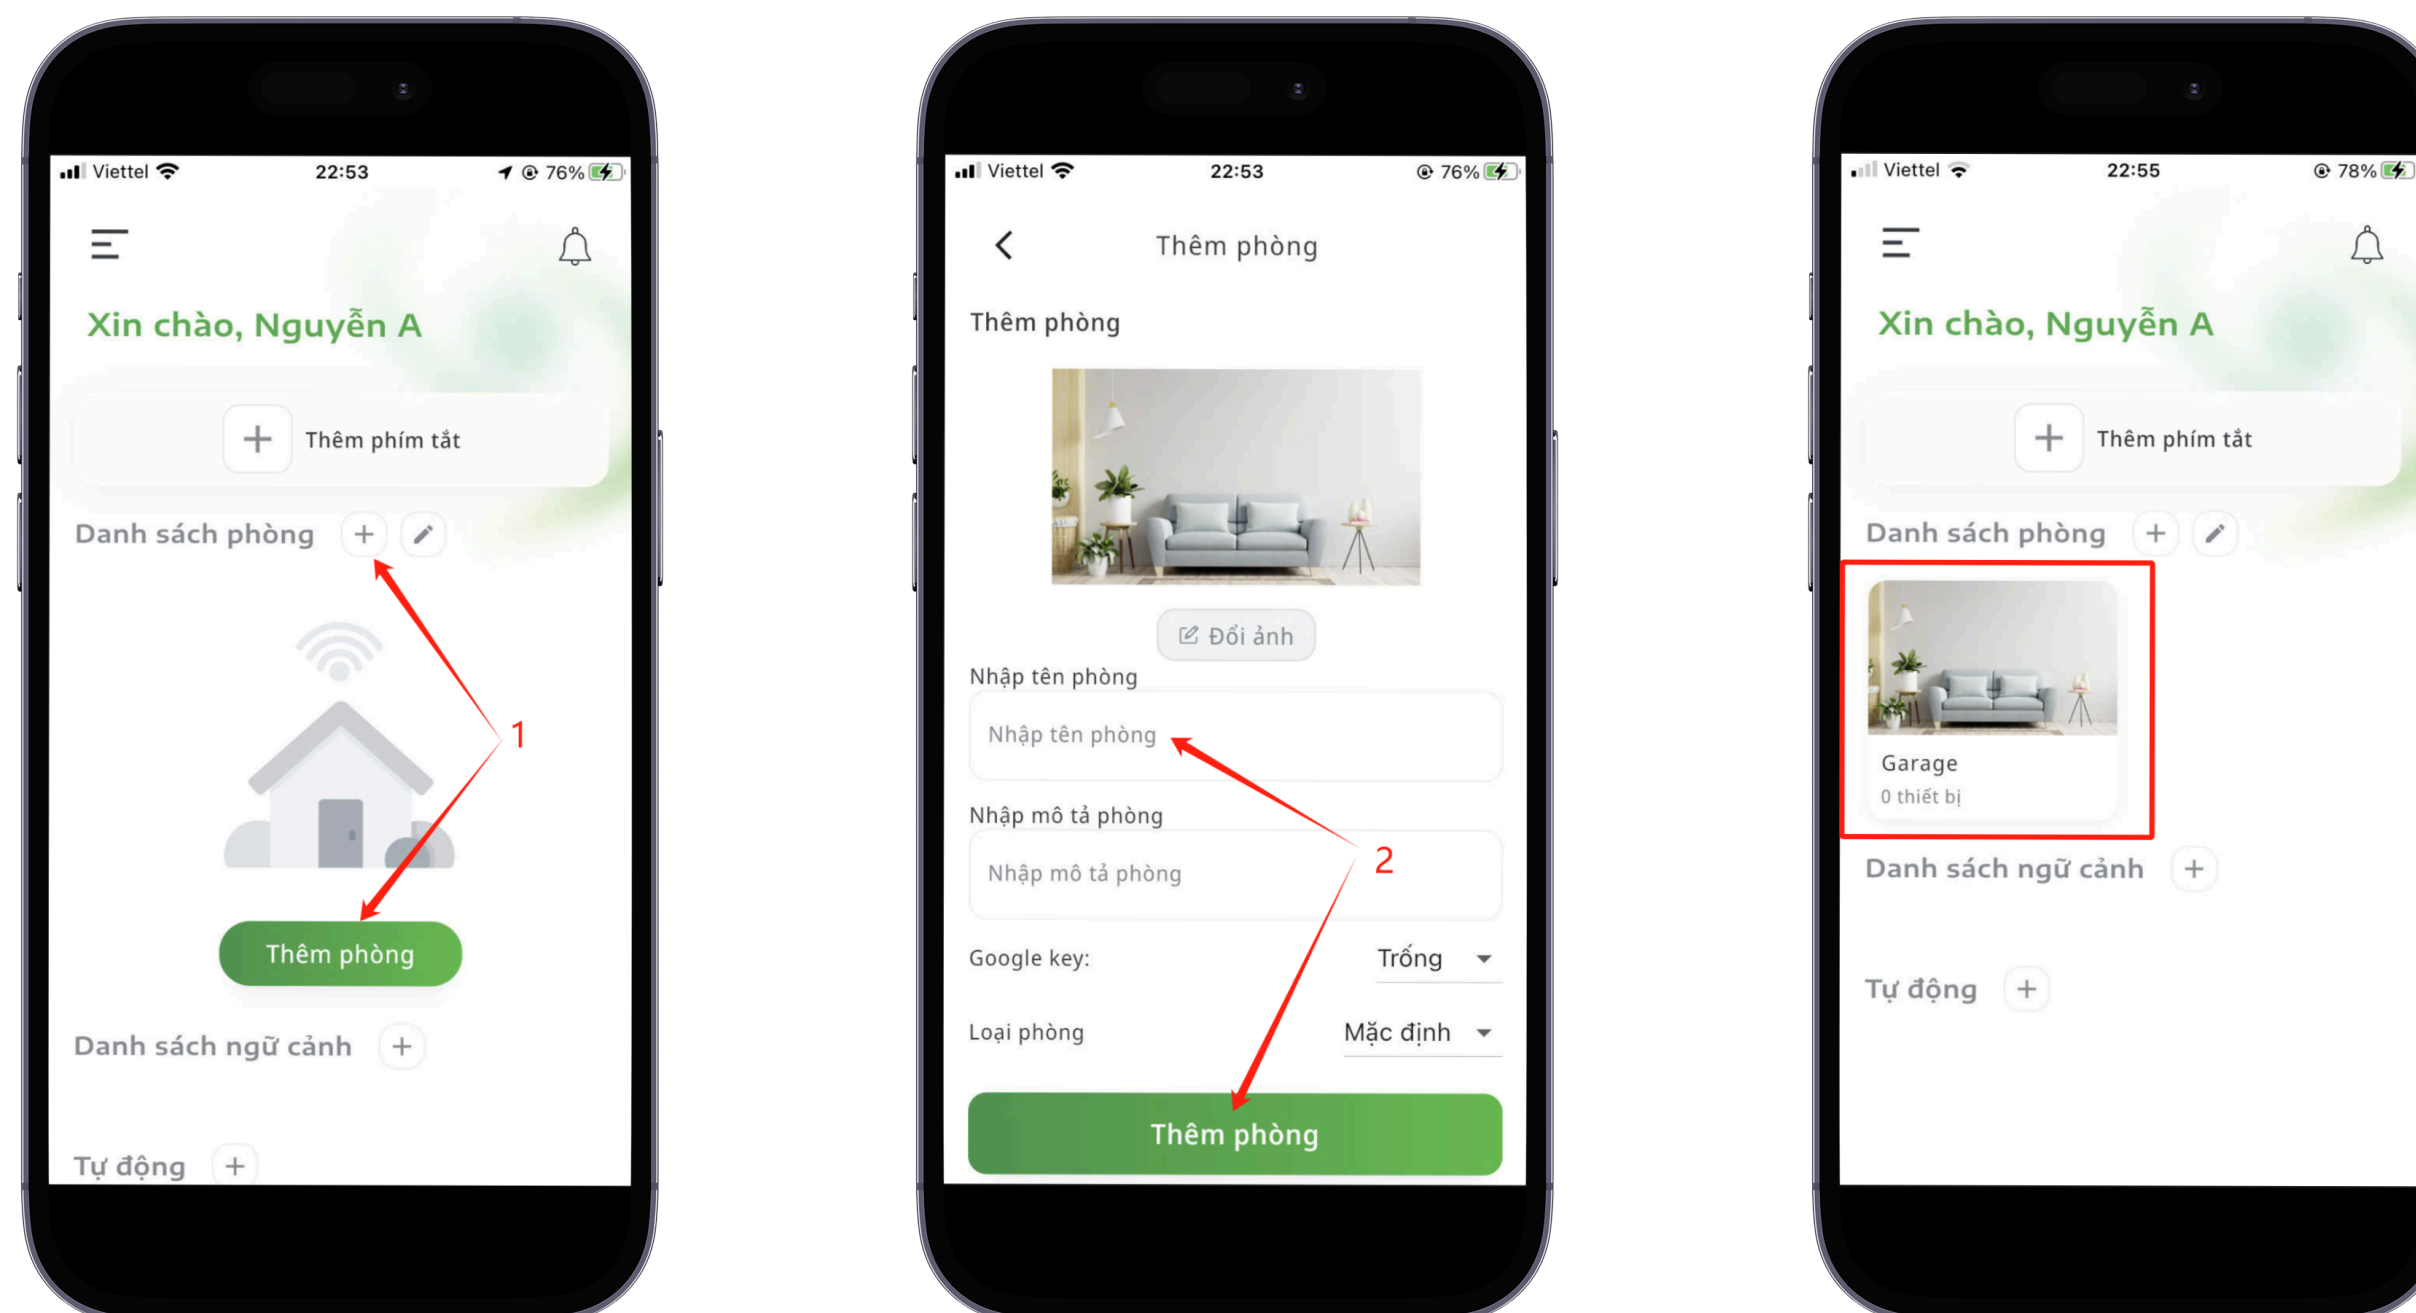 Viettel 22:53 76%
Xin chào, Nguyễn A
Thêm phím tắt
Danh sách phòng
1
Thêm phòng
Danh sách ngữ cảnh
Tự động
Viettel 22:53 76%
Thêm phòng
Thêm phòng
Đổi ảnh
Nhập tên phòng
Nhập tên phòng
Nhập mô tả phòng
2
Nhập mô tả phòng
Google key: Trống
Loại phòng Mặc định
Thêm phòng
Viettel 22:55 78%
Xin chào, Nguyễn A
Thêm phím tắt
Danh sách phòng
Garage
0 thiết bị
Danh sách ngữ cảnh
Tự động